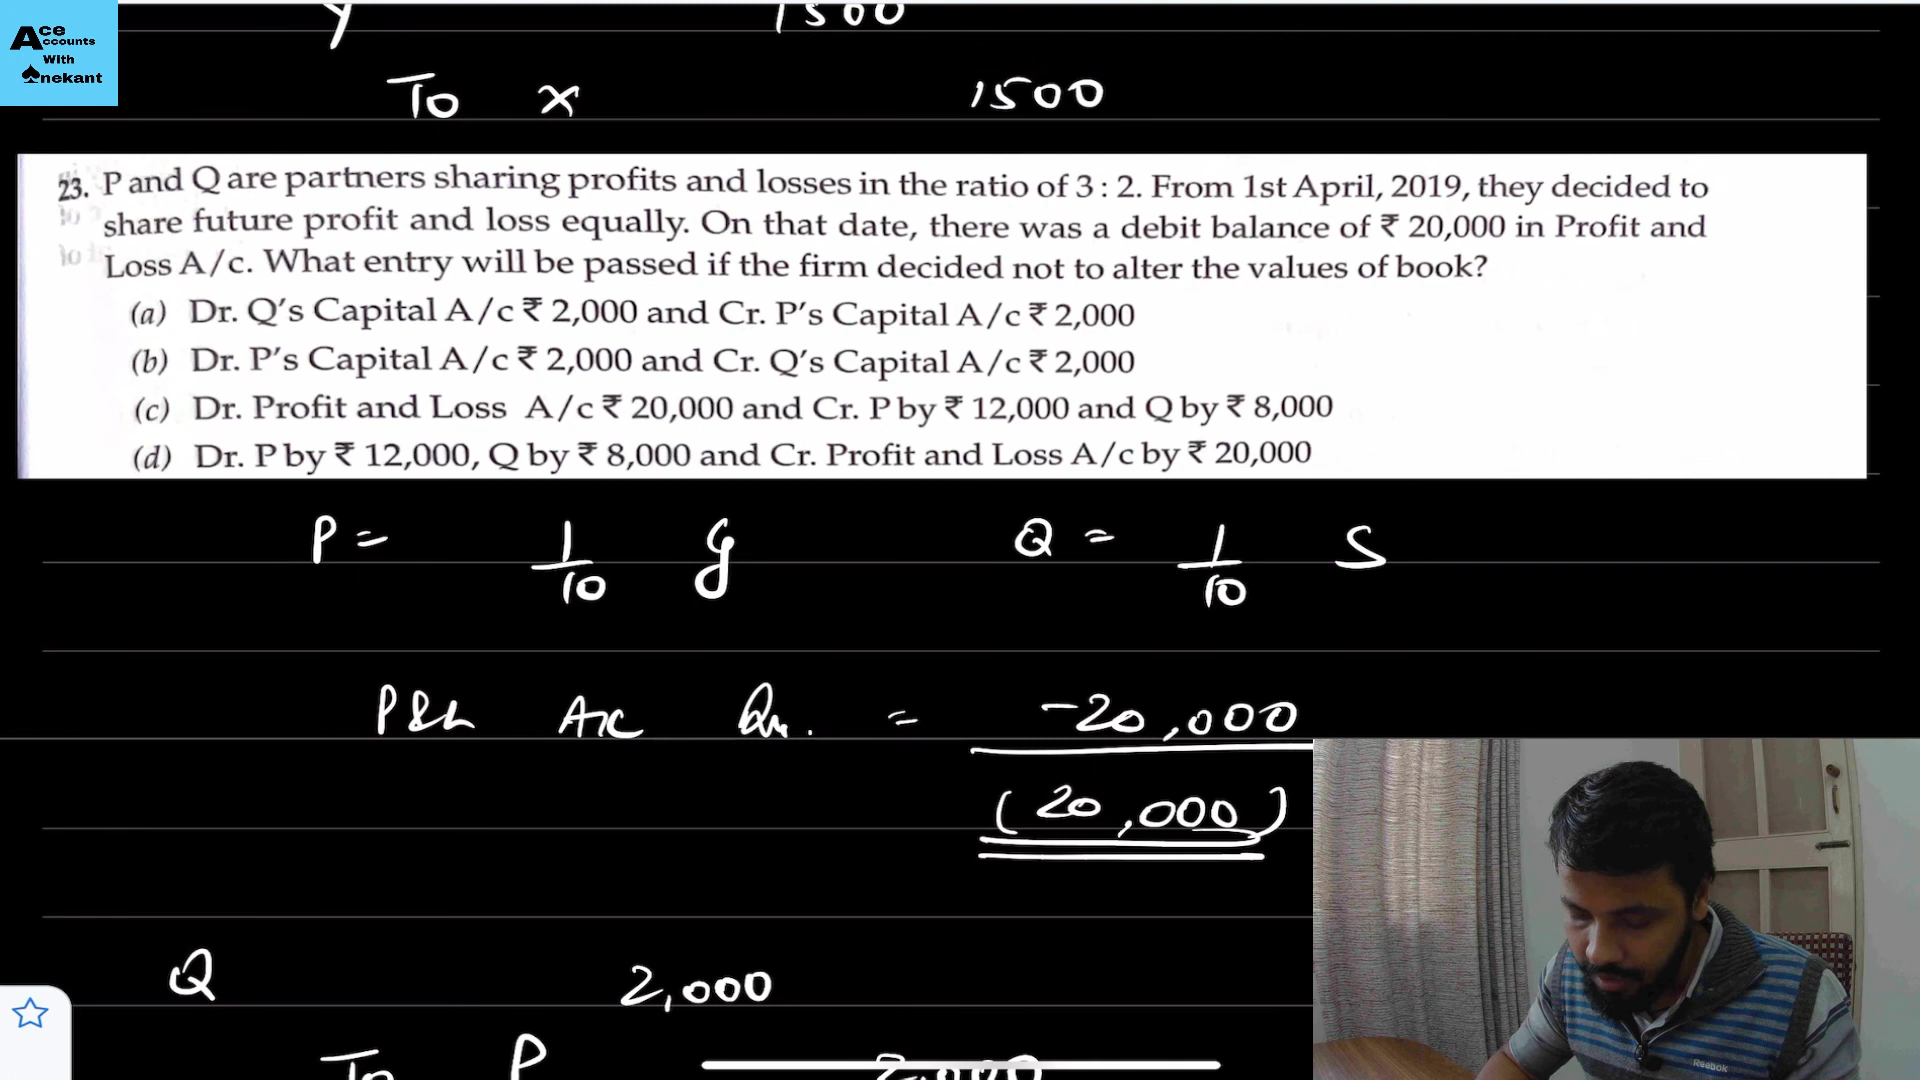 Ace
Accounts
With
Anekant
y 1500
To x 1500
23. P and Q are partners sharing profits and losses in the ratio of 3 : 2. From 1st April, 2019, they decided to
share future profit and loss equally. On that date, there was a debit balance of ₹ 20,000 in Profit and
Loss A/c. What entry will be passed if the firm decided not to alter the values of book?
(a) Dr. Q’s Capital A/c ₹ 2,000 and Cr. P’s Capital A/c ₹ 2,000
(b) Dr. P’s Capital A/c ₹ 2,000 and Cr. Q’s Capital A/c ₹ 2,000
(c) Dr. Profit and Loss A/c ₹ 20,000 and Cr. P by ₹ 12,000 and Q by ₹ 8,000
(d) Dr. P by ₹ 12,000, Q by ₹ 8,000 and Cr. Profit and Loss A/c by ₹ 20,000
P = 1/10 g Q = 1/10 S
P&L A/C Dr. = -20,000
(20,000)
Q 2,000
To P 2,000
Reebok